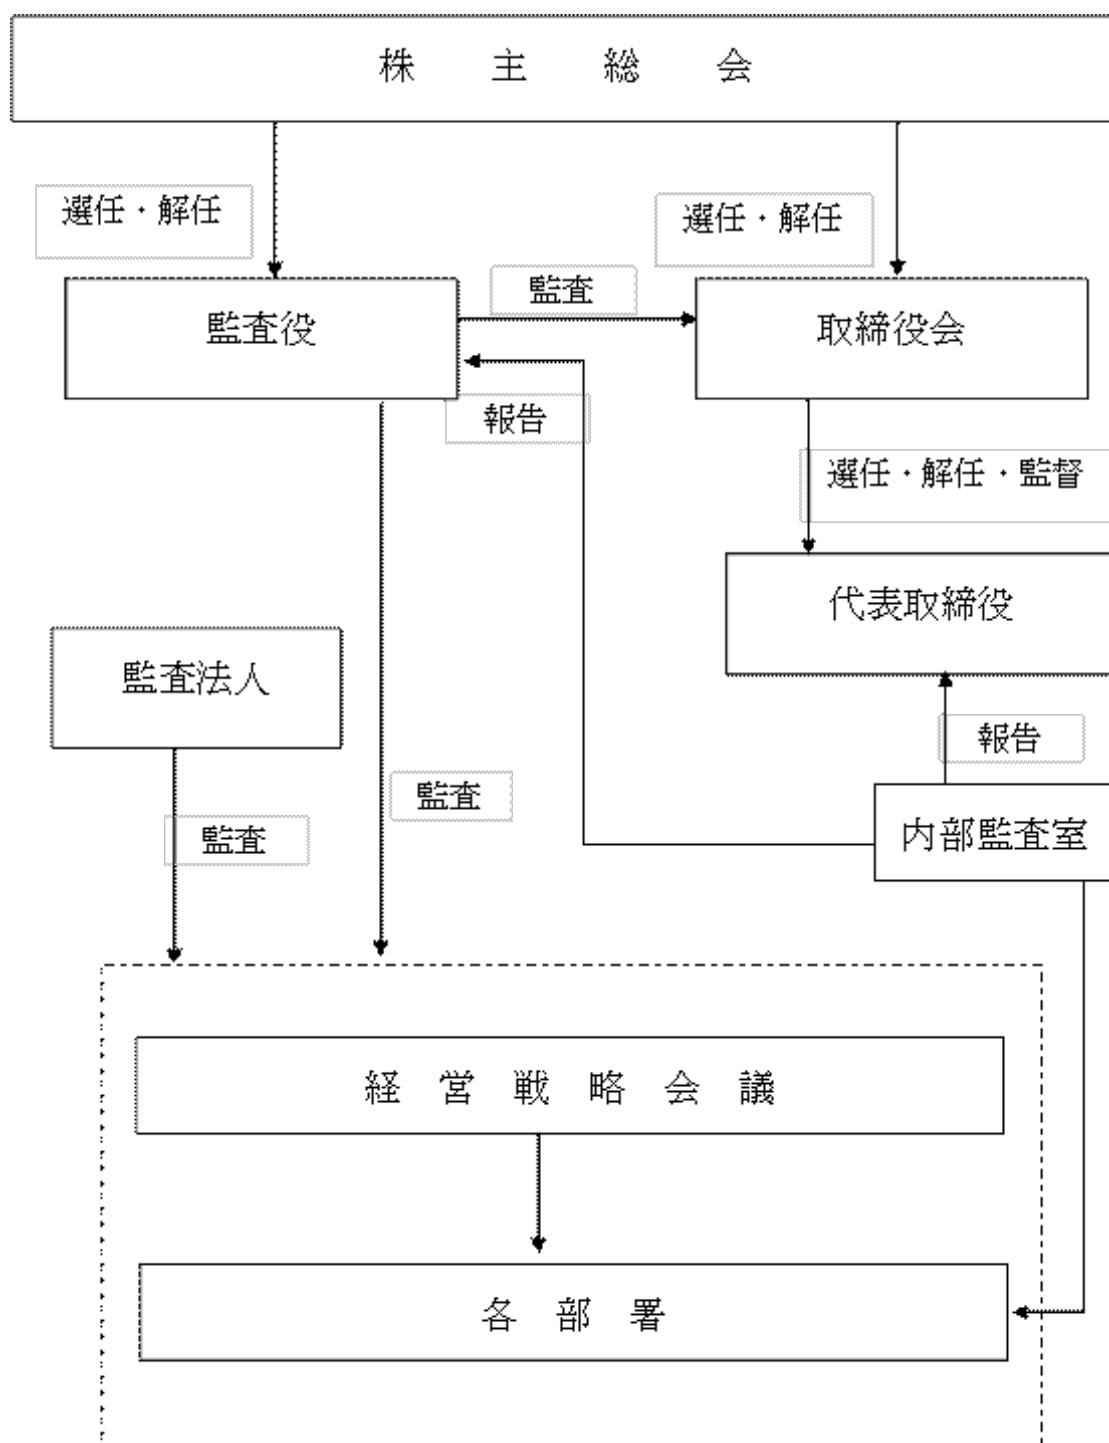 株主総会
選任・解任
選任・解任
監査役
監査
取締役会
報告
選任・解任・監督
代表取締役
監査法人
報告
監査
監査
内部監査室
経営戦略会議
各部署